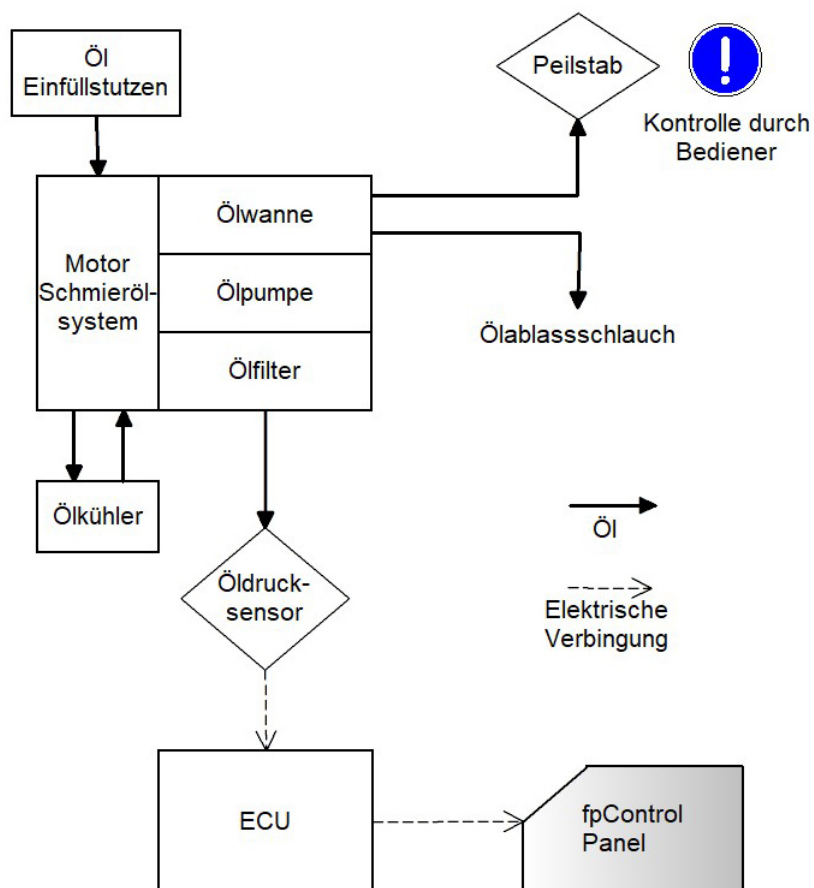 Öl
Einfüllstutzen
Peilstab
Kontrolle durch
Bediener
Ölwanne
Motor
Schmieröl-
system
Ölpumpe
Ölfilter
Ölablassschlauch
Ölkühler
Öl
Öldruck-
sensor
Elektrische
Verbingung
ECU
fpControl
Panel